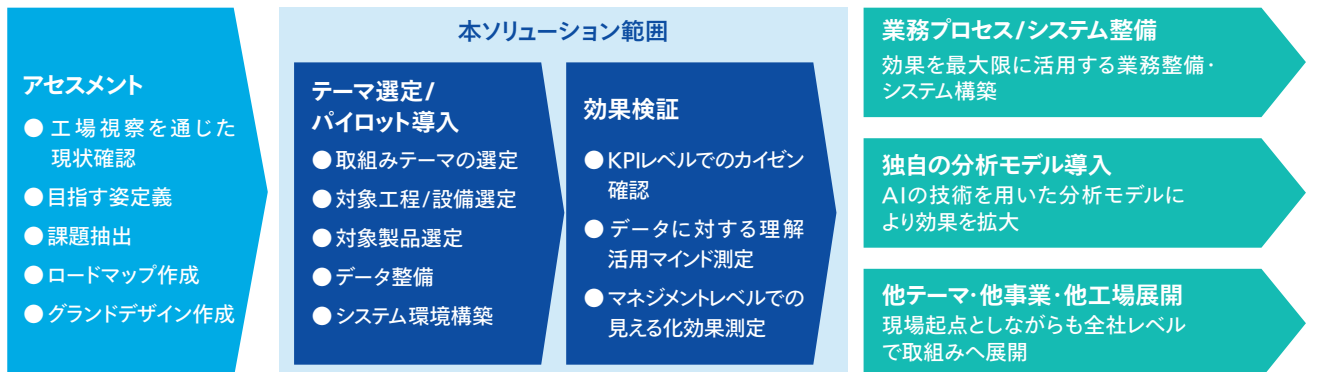 アセスメント
●工場視察を通じた
現状確認
●目指す姿定義
●課題抽出
●ロードマップ作成
●グランドデザイン作成
本ソリューション範囲
テーマ選定/
パイロット導入
●取組みテーマの選定
●対象工程/設備選定
●対象製品選定
●データ整備
●システム環境構築
効果検証
●KPIレベルでのカイゼン
確認
●データに対する理解
活用マインド測定
●マネジメントレベルでの
見える化効果測定
業務プロセス/システム整備
効果を最大限に活用する業務整備・
システム構築
独自の分析モデル導入
AIの技術を用いた分析モデルに
より効果を拡大
他テーマ・他事業・他工場展開
現場起点としながらも全社レベル
で取組みへ展開